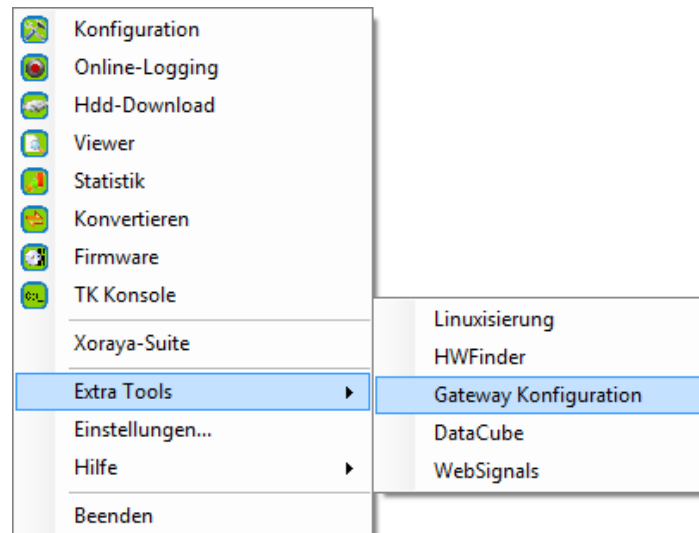 Konfiguration
Online-Logging
Hdd-Download
Viewer
Statistik
Konvertieren
Firmware
TK Konsole
Xoraya-Suite
Extra Tools
Einstellungen...
Hilfe
Beenden
Linuxisierung
HWFinder
Gateway Konfiguration
DataCube
WebSignals